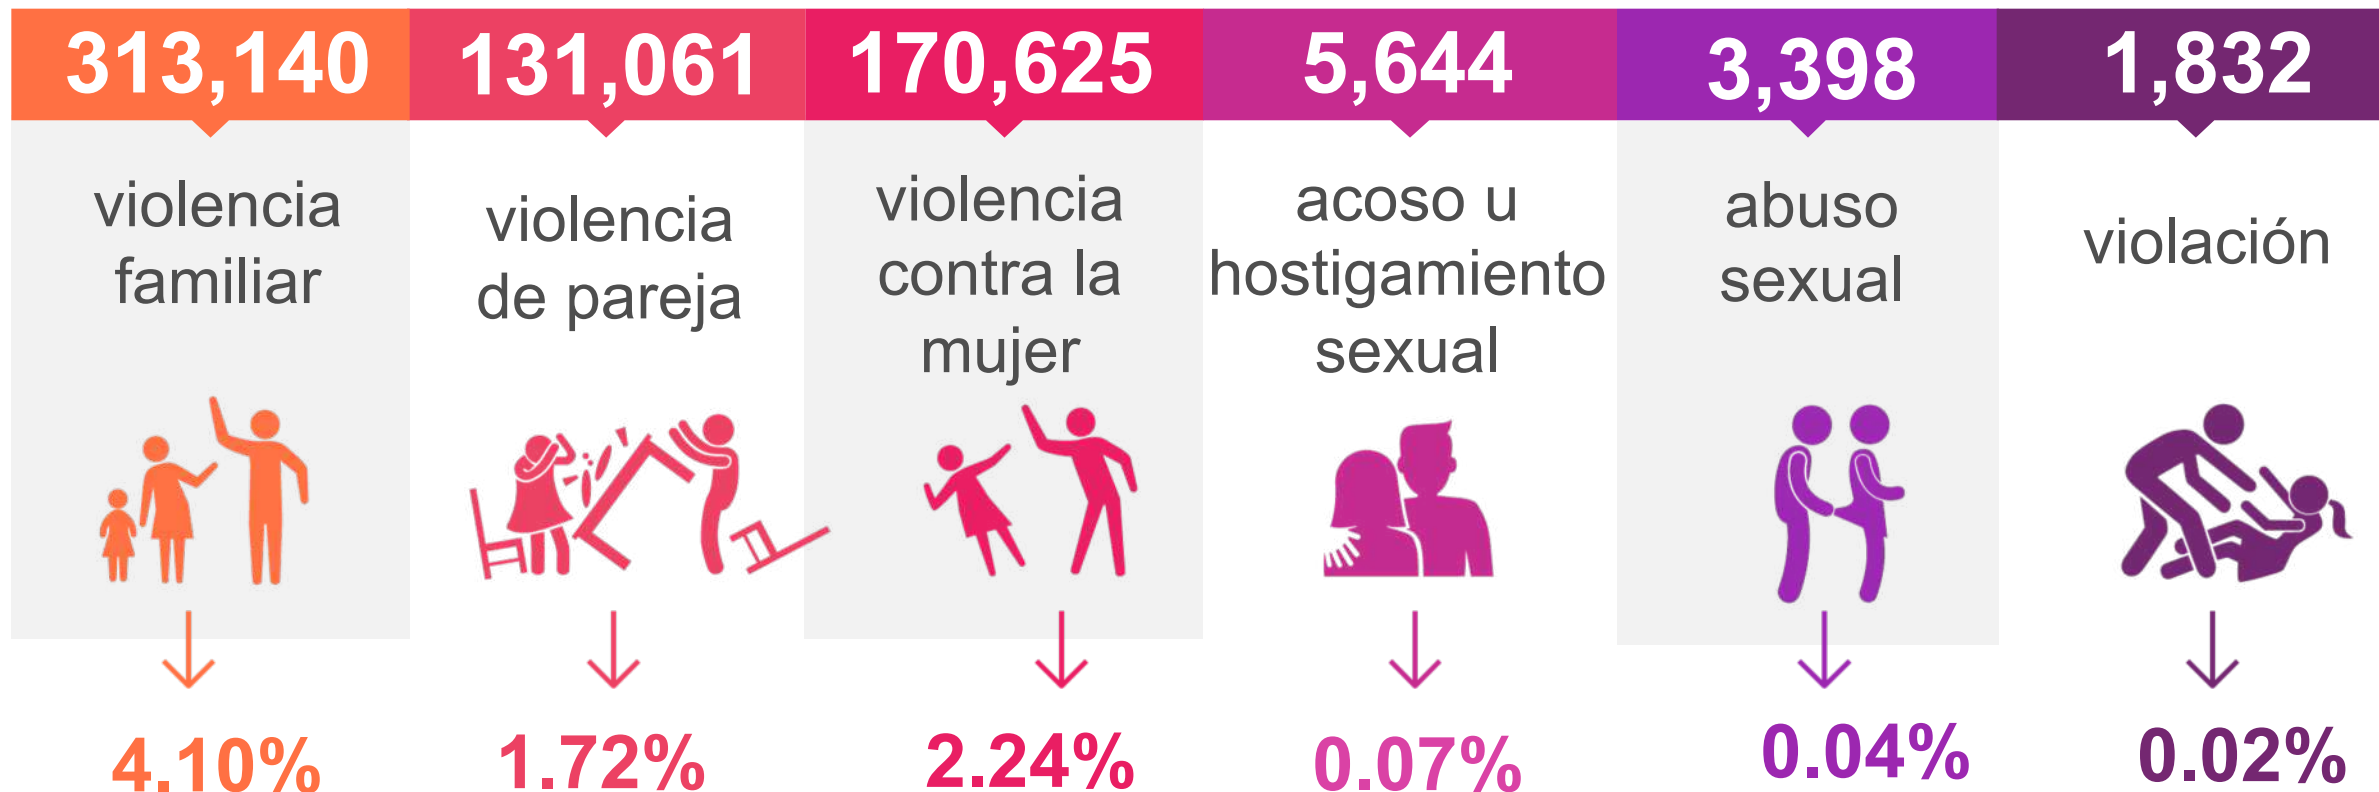 313,140
violencia
familiar
4.10%
131,061
violencia
de pareja
1.72%
170,625
violencia
contra la
mujer
2.24%
5,644
acoso u
hostigamiento
sexual
0.07%
3,398
abuso
sexual
0.04%
1,832
violación
0.02%